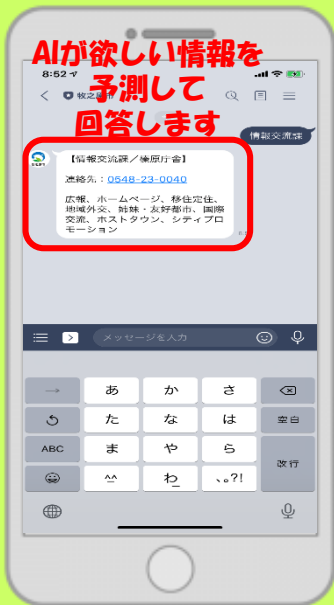 AIが欲しい情報を
予測して
回答します
8:52
牧之
情報交流課
【情報交流課／榛原庁舎】
連絡先：0548-23-0040
広報、ホームページ、移住定住、
地域外交、姉妹・友好都市、国際
交流、ホストタウン、シティプロ
モーション
メッセージを入力
→ あ か さ
た な は 空白
ABC ま や ら
^^ わ_ 、。?! 改行